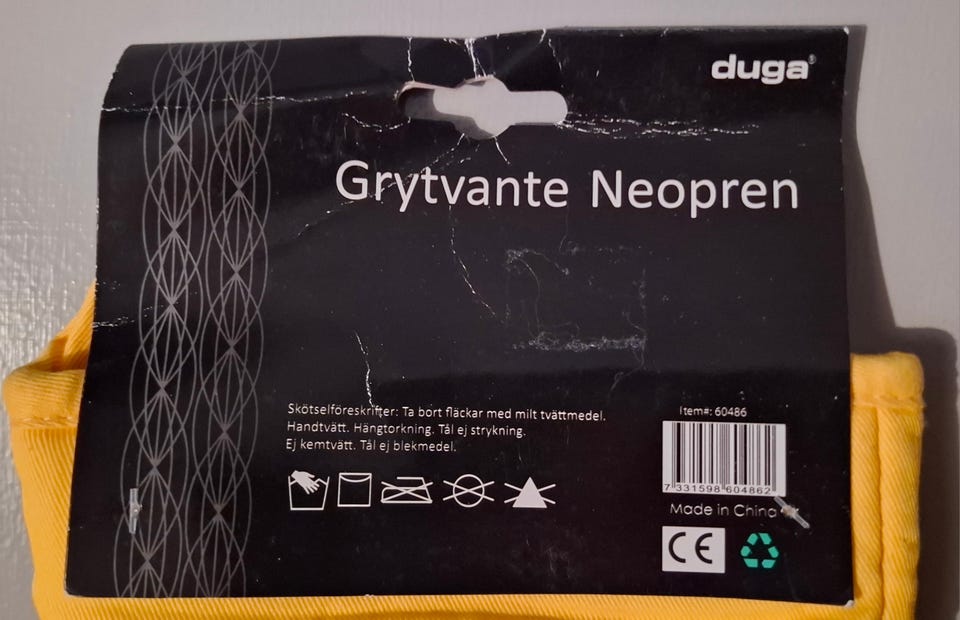 duga®
Grytvante Neopren
Skötselföreskrifter: Ta bort fläckar med milt tvättmedel.
Handtvätt. Hängtorkning. Tål ej strykning.
Ej kemtvätt. Tål ej blekmedel.
Item#: 60486
7 331598 604862
Made in China
CE